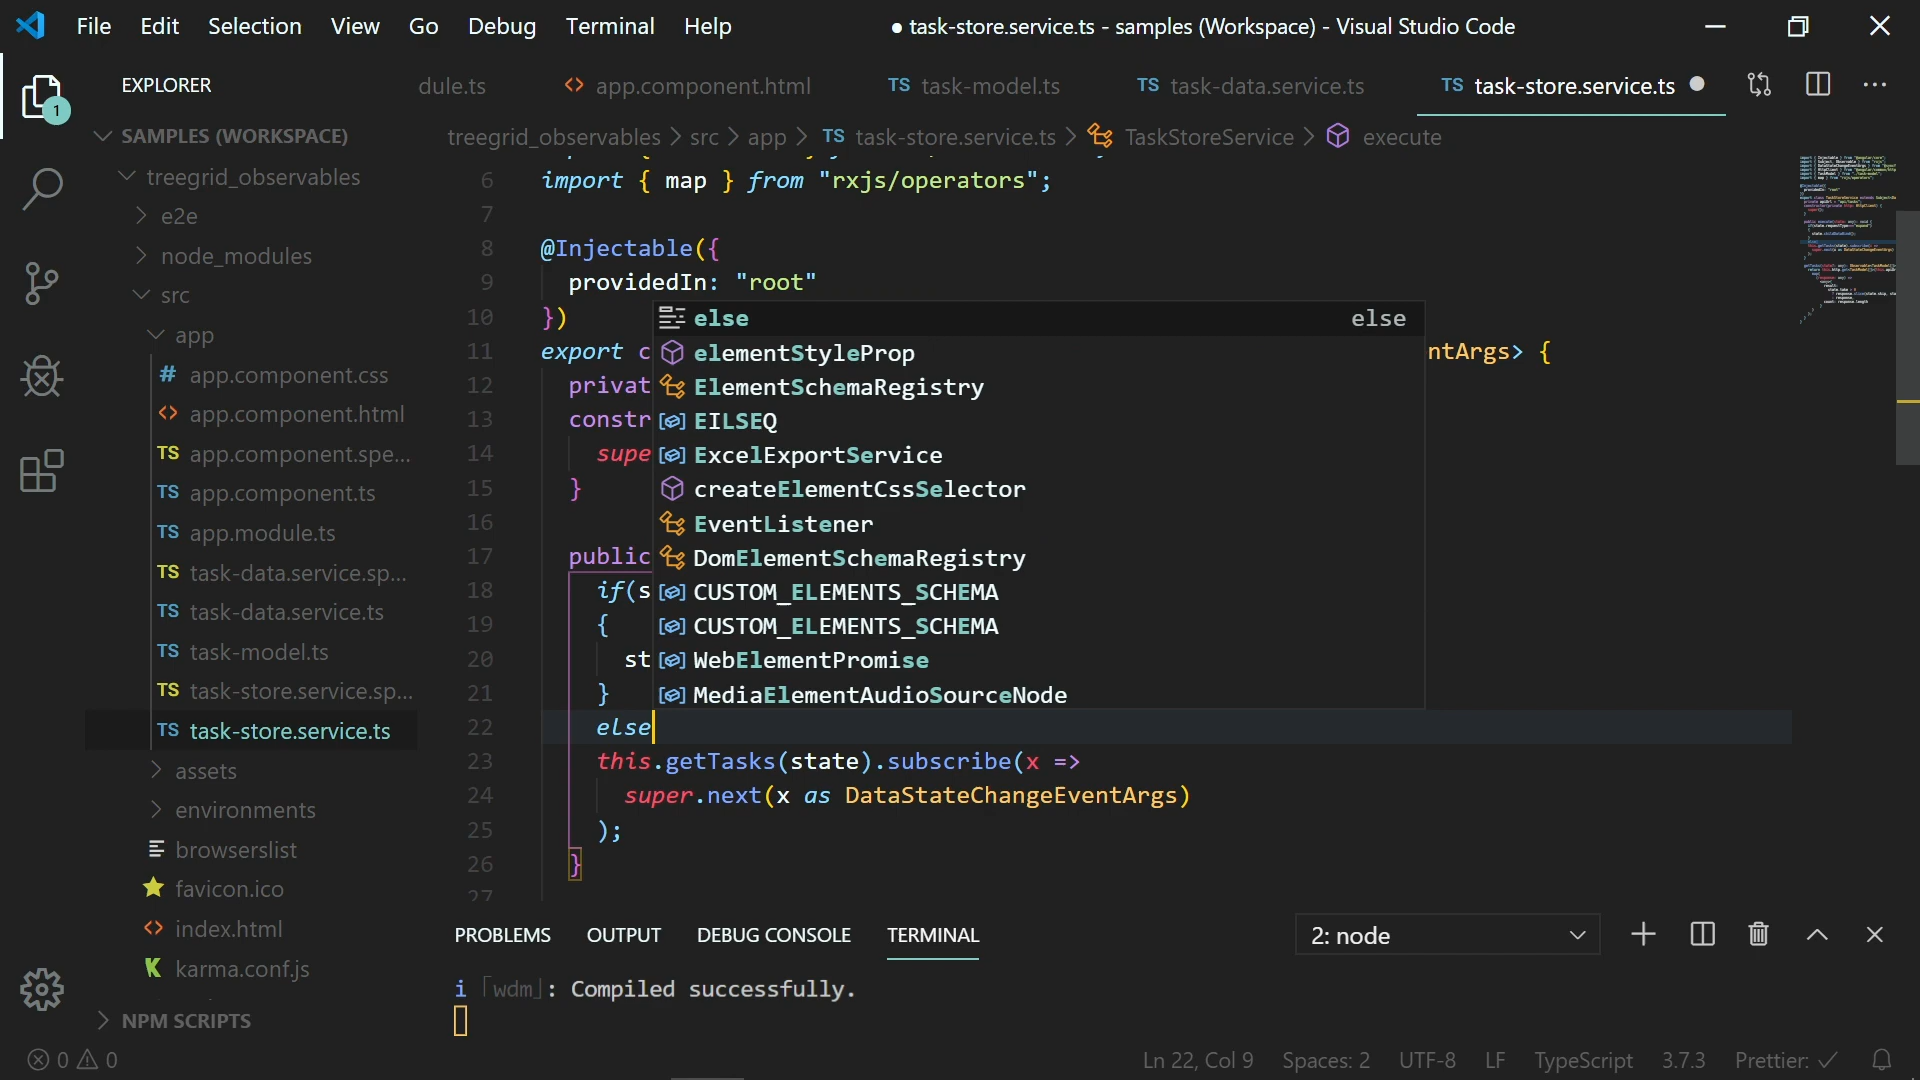 File Edit Selection View Go Debug Terminal Help
● task-store.service.ts - samples (Workspace) - Visual Studio Code
EXPLORER
dule.ts
app.component.html
TS task-model.ts
TS task-data.service.ts
TS task-store.service.ts
1
SAMPLES (WORKSPACE)
treegrid_observables > src > app > TS task-store.service.ts > TaskStoreService > execute
treegrid_observables
e2e
node_modules
src
app
# app.component.css
app.component.html
TS app.component.spe...
TS app.component.ts
TS app.module.ts
TS task-data.service.sp...
TS task-data.service.ts
TS task-model.ts
TS task-store.service.sp...
TS task-store.service.ts
assets
environments
browserslist
favicon.ico
index.html
karma.conf.js
NPM SCRIPTS
6 import { map } from "rxjs/operators";
7
8 @Injectable({
9 providedIn: "root"
10 })
11 export c ntArgs> {
12 privat
13 constr
14 supe
15 }
16
17 public
18 if(s
19 {
20 st
21 }
22 else
23 this.getTasks(state).subscribe(x =>
24 super.next(x as DataStateChangeEventArgs)
25 );
26 }
27
else else
elementStyleProp
ElementSchemaRegistry
EILSEQ
ExcelExportService
createElementCssSelector
EventListener
DomElementSchemaRegistry
CUSTOM_ELEMENTS_SCHEMA
CUSTOM_ELEMENTS_SCHEMA
WebElementPromise
MediaElementAudioSourceNode
PROBLEMS OUTPUT DEBUG CONSOLE TERMINAL
2: node
i ｢wdm｣: Compiled successfully.
0 0
Ln 22, Col 9 Spaces: 2 UTF-8 LF TypeScript 3.7.3 Prettier: ✓